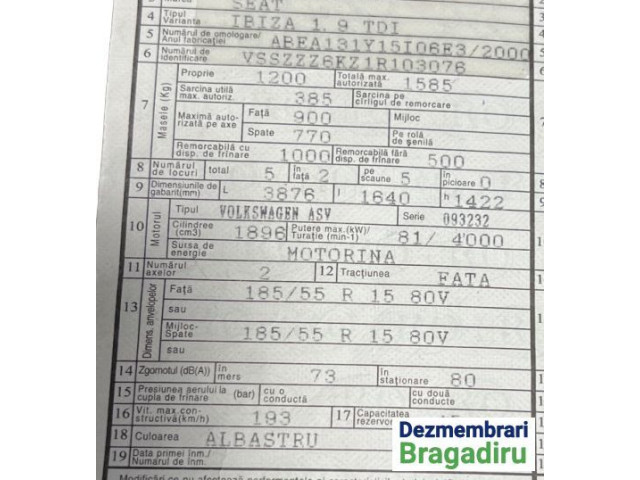 SEAT
4 Tipul Varianta IBIZA 1.9 TDI
5 Numărul de omologare/ Anul fabricaţiei ABEA131Y15I06E3/2000
6 Numărul de identificare VSSZZZ6KZ1R103076 6
7 Masele (Kg) Proprie 1200 Totală max. autorizată 1585
Sarcina utilă max. autoriz. 385 Sarcina pe cîrligul de remorcare
Maximă auto- rizată pe axe Faţă 900 Mijloc
Spate 770 Pe rolă de şenilă
Remorcabilă cu disp. de frînare 1000 Remorcabilă fără disp. de frînare 500
8 Numărul de locuri total 5 în faţă 2 pe scaune 5 în picioare 0
9 Dimensiunile de gabarit(mm) L 3876 l 1640 h 1422
10 Motorul Tipul VOLKSWAGEN ASV Serie 093232
Cilindree (cm3) 1896 Putere max.(kW)/ Turaţie (min-1) 81/ 4000
Sursa de energie MOTORINA
11 Numărul axelor 2 12 Tracţiunea FATA
13 Dimens. anvelopelor Faţă 185/55 R 15 80V
sau
Mijloc- Spate 185/55 R 15 80V
sau
14 Zgomotul (dB(A)) în mers 73 în staţionare 80
15 Presiunea aerului la cupla de frînare (bar) cu o conductă cu două conducte
16 Vit. max.con- structivă(km/h) 193 17 Capacitatea
18 Culoarea ALBASTRU
19 Data primei înm./ Numărul de înm.
Dezmembrari
Bragadiru